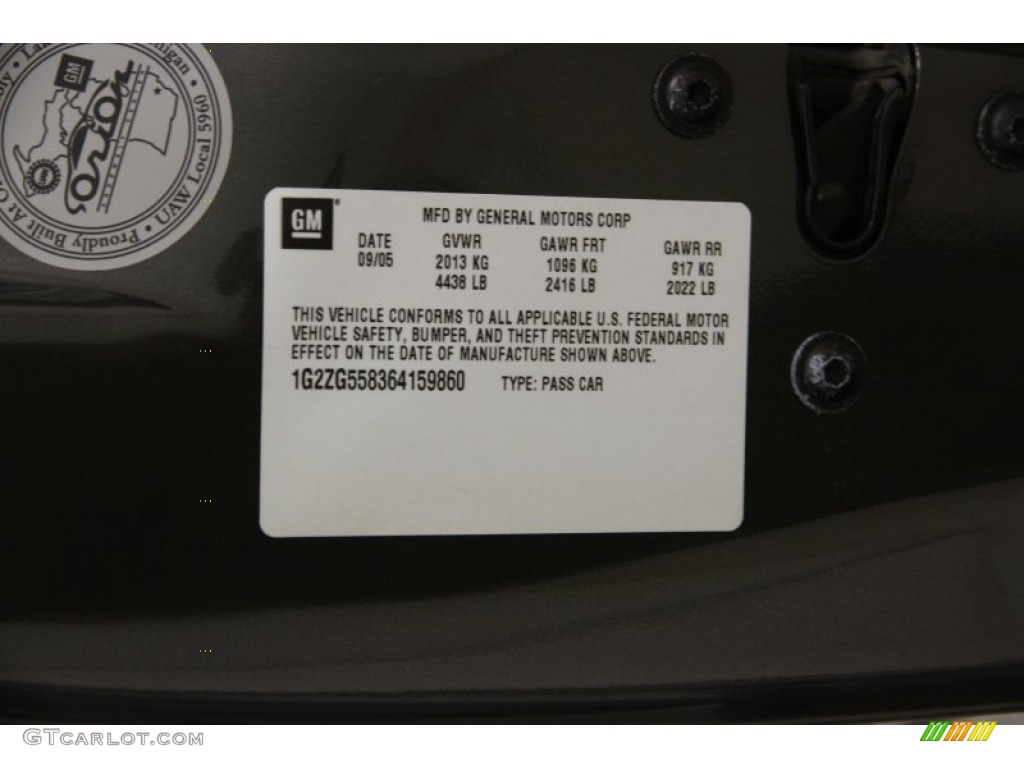 Proudly Built At O
Lak
higan • UAW Local 5960
GM
orion
GM
MFD BY GENERAL MOTORS CORP
DATE GVWR GAWR FRT GAWR RR
09/05 2013 KG 1096 KG 917 KG
4438 LB 2416 LB 2022 LB
THIS VEHICLE CONFORMS TO ALL APPLICABLE U.S. FEDERAL MOTOR
VEHICLE SAFETY, BUMPER, AND THEFT PREVENTION STANDARDS IN
EFFECT ON THE DATE OF MANUFACTURE SHOWN ABOVE.
1G2ZG558364159860 TYPE: PASS CAR
GTCarlot.com